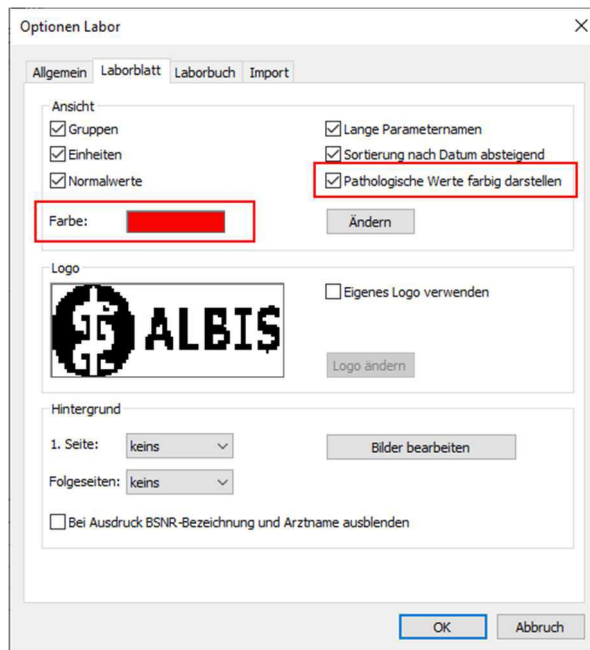 Optionen Labor
Allgemein Laborblatt Laborbuch Import
Ansicht
Gruppen Lange Parameternamen
Einheiten Sortierung nach Datum absteigend
Normalwerte Pathologische Werte farbig darstellen
Farbe: Ändern
Logo
ALBIS Eigenes Logo verwenden
Logo ändern
Hintergrund
1. Seite: keins Bilder bearbeiten
Folgeseiten: keins
Bei Ausdruck BSNR-Bezeichnung und Arztname ausblenden
OK Abbruch